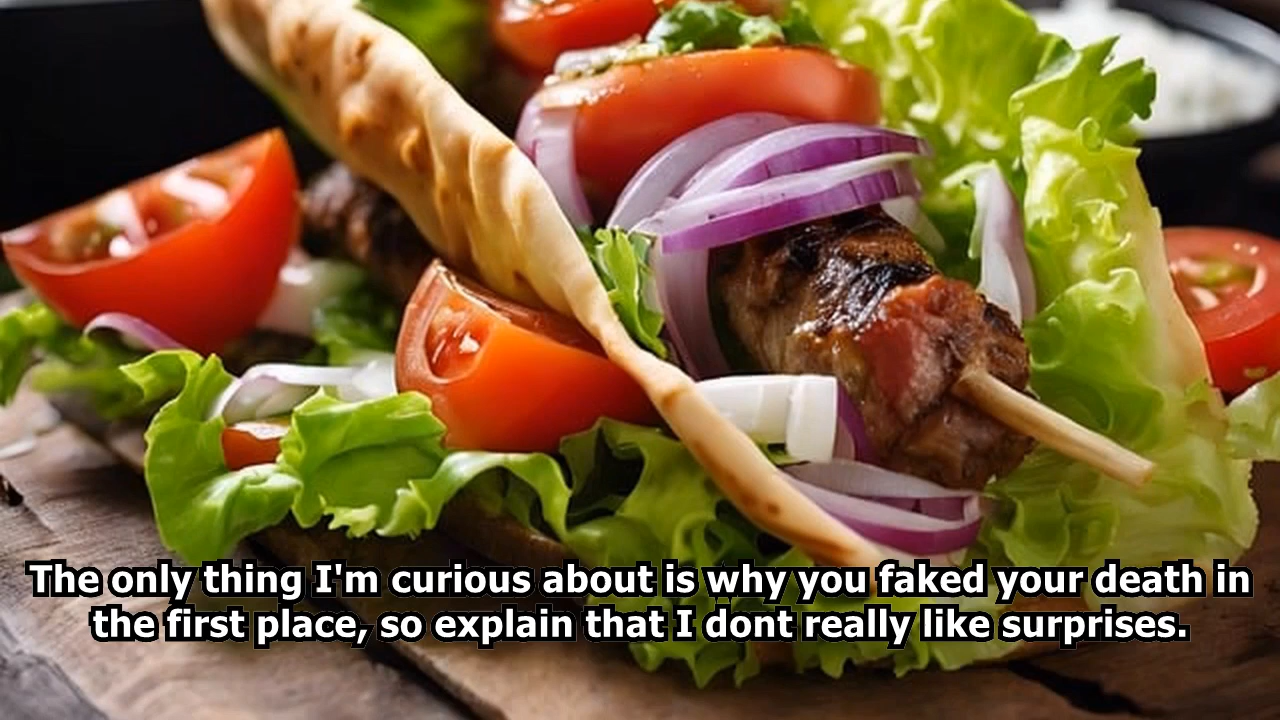 The only thing I'm curious about is why you faked your death in
the first place, so explain that I dont really like surprises.